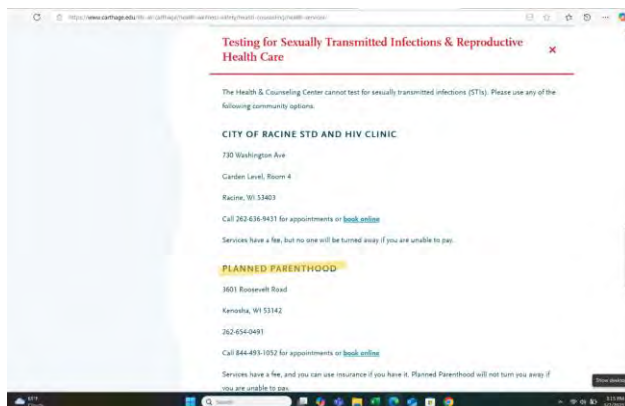 Testing for Sexually Transmitted Infections & Reproductive
Health Care
The Health & Counseling Center cannot test for sexually transmitted infections (STIs). Please use any of the
following community options.
CITY OF RACINE STD AND HIV CLINIC
730 Washington Ave
Garden Level, Room 4
Racine, WI 53403
Call 262-636-9431 for appointments or book online
Services have a fee, but no one will be turned away if you are unable to pay.
PLANNED PARENTHOOD
3601 Roosevelt Road
Kenosha, WI 53142
262-654-0491
Call 844-493-1052 for appointments or book online
Services have a fee, and you can use insurance if you have it. Planned Parenthood will not turn you away if
you are unable to pay.
Show desktop
Search